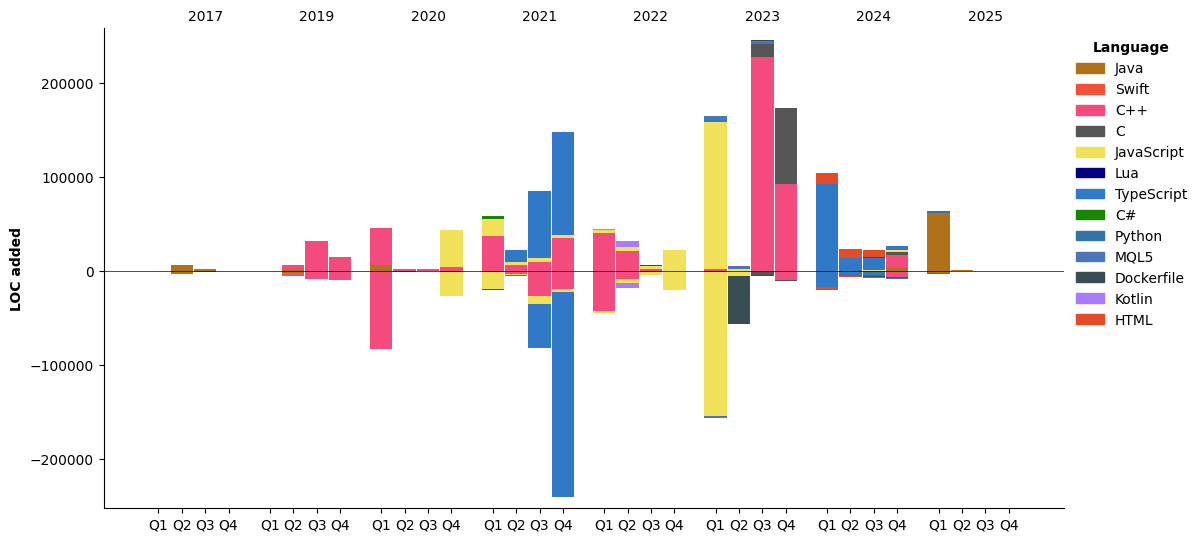 2017 2019 2020 2021 2022 2023 2024 2025
LOC added
200000
100000
0
−100000
−200000
Q1 Q2 Q3 Q4 Q1 Q2 Q3 Q4 Q1 Q2 Q3 Q4 Q1 Q2 Q3 Q4 Q1 Q2 Q3 Q4 Q1 Q2 Q3 Q4 Q1 Q2 Q3 Q4 Q1 Q2 Q3 Q4
Language
Java
Swift
C++
C
JavaScript
Lua
TypeScript
C#
Python
MQL5
Dockerfile
Kotlin
HTML